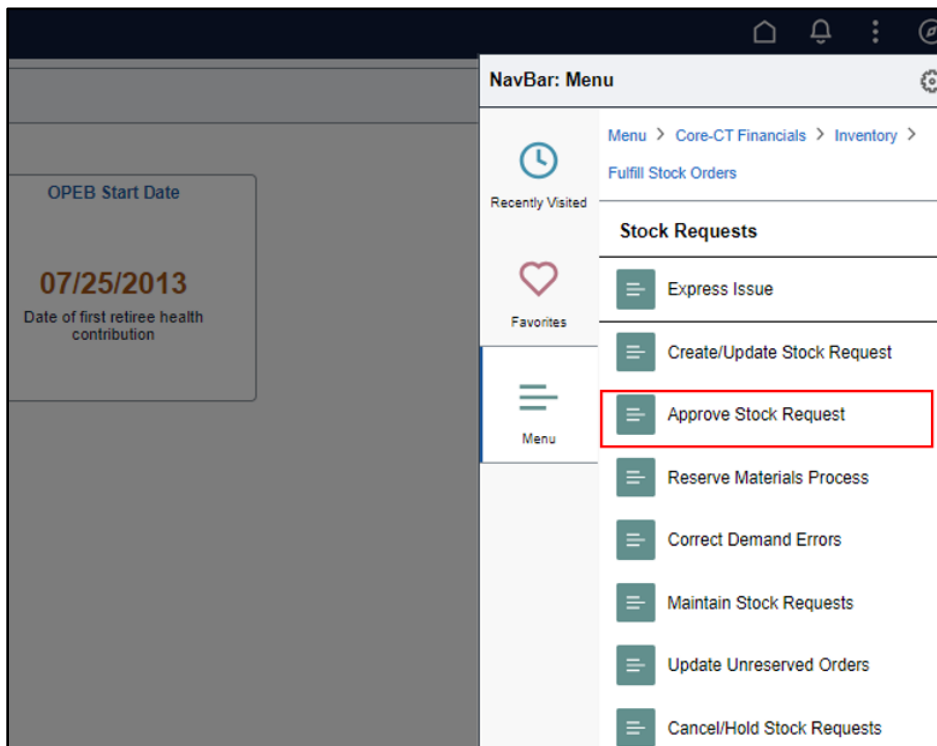 NavBar: Menu
OPEB Start Date
07/25/2013
Date of first retiree health
contribution
Recently Visited
Favorites
Menu
Menu > Core-CT Financials > Inventory >
Fulfill Stock Orders
Stock Requests
Express Issue
Create/Update Stock Request
Approve Stock Request
Reserve Materials Process
Correct Demand Errors
Maintain Stock Requests
Update Unreserved Orders
Cancel/Hold Stock Requests